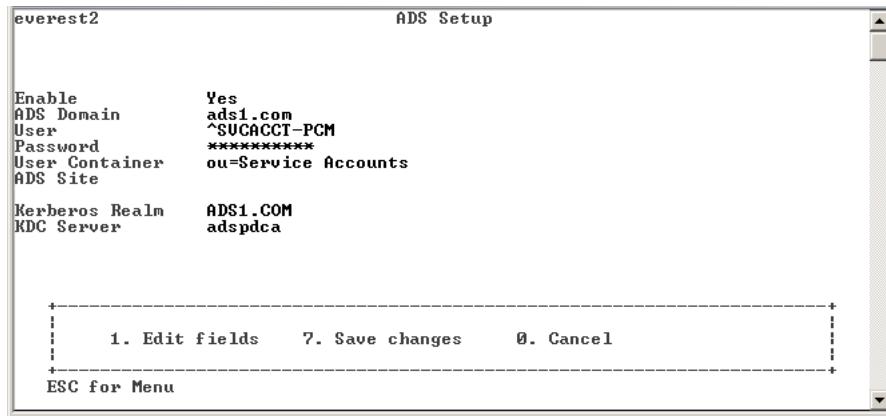 everest2 ADS Setup
Enable Yes
ADS Domain ads1.com
User ^SVCACCT-PCM
Password **********
User Container ou=Service Accounts
ADS Site
Kerberos Realm ADS1.COM
KDC Server adspdca
1. Edit fields 7. Save changes 0. Cancel
ESC for Menu